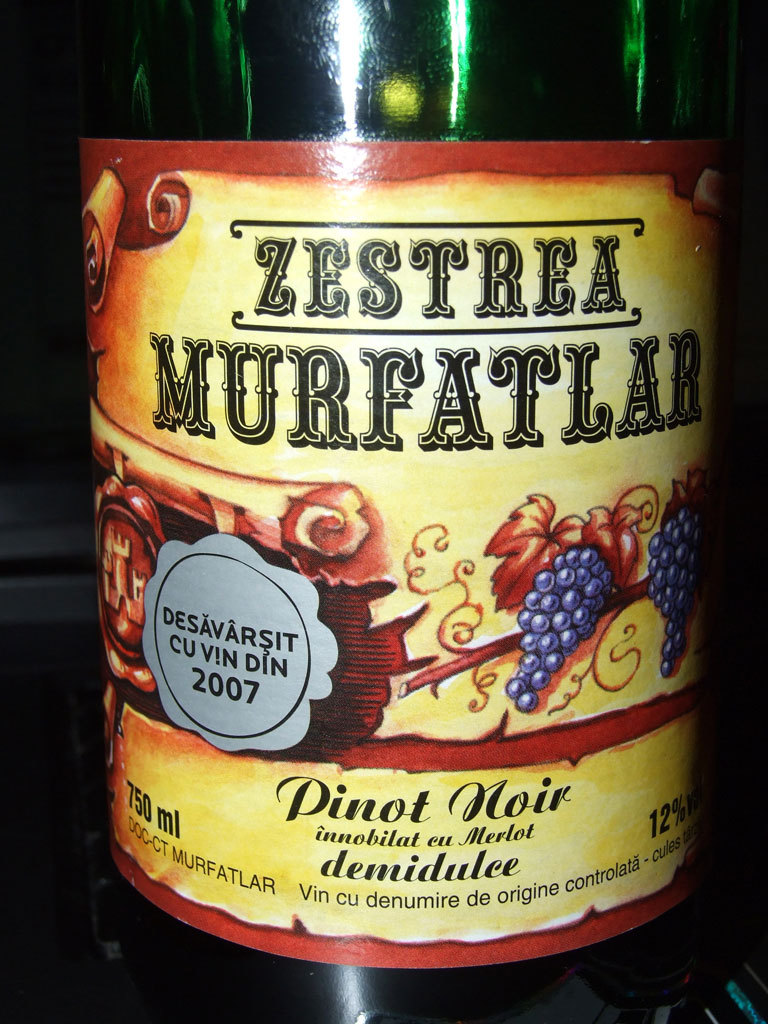 ZESTREA
MURFATLAR
DESĂVÂRȘIT
CU VIN DIN
2007
750 ml
DOC-CT MURFATLAR
Pinot Noir
înnobilat cu Merlot
demidulce
12%
Vin cu denumire de origine controlată - cules